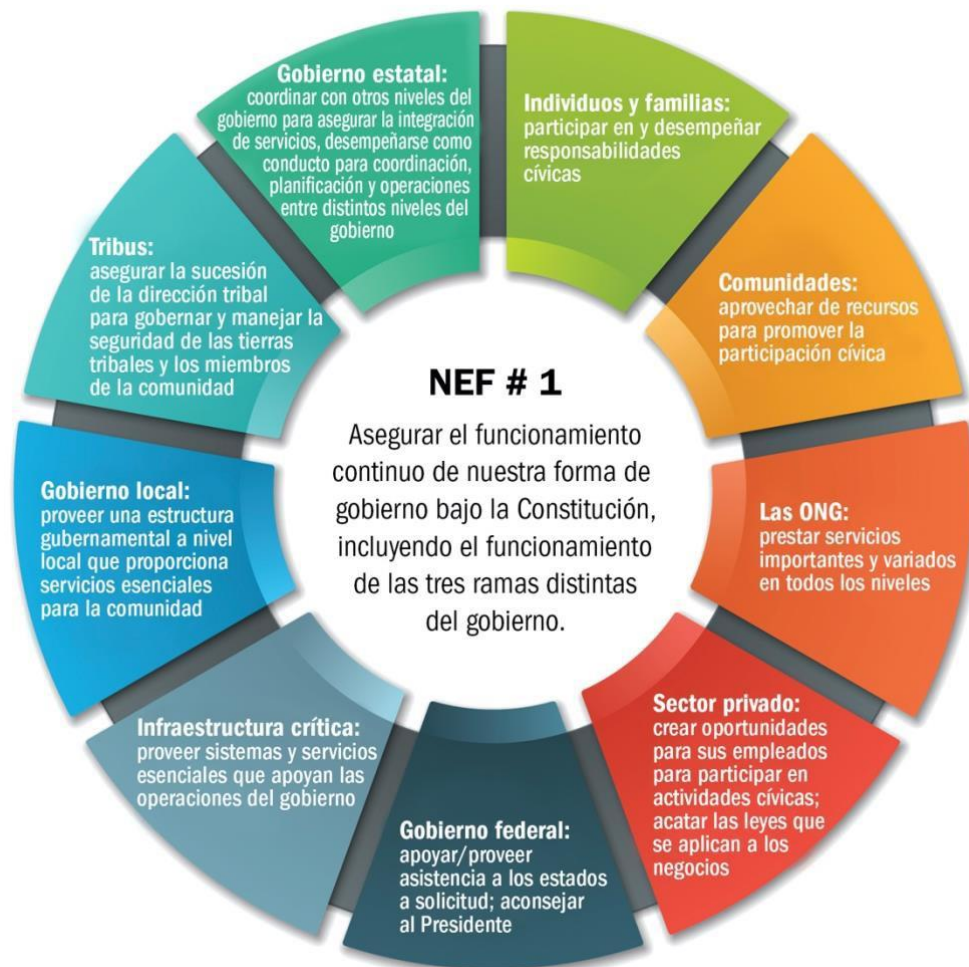 NEF # 1
Asegurar el funcionamiento
continuo de nuestra forma de
gobierno bajo la Constitución,
incluyendo el funcionamiento
de las tres ramas distintas
del gobierno.
Individuos y familias:
participar en y desempeñar
responsabilidades
cívicas
Comunidades:
aprovechar de recursos
para promover la
participación cívica
Las ONG:
prestar servicios
importantes y variados
en todos los niveles
Sector privado:
crear oportunidades
para sus empleados
para participar en
actividades cívicas;
acatar las leyes que
se aplican a los
negocios
Gobierno federal:
apoyar/proveer
asistencia a los estados
a solicitud; aconsejar
al Presidente
Infraestructura crítica:
proveer sistemas y servicios
esenciales que apoyan las
operaciones del gobierno
Gobierno local:
proveer una estructura
gubernamental a nivel
local que proporciona
servicios esenciales
para la comunidad
Tribus:
asegurar la sucesión
de la dirección tribal
para gobernar y manejar la
seguridad de las tierras
tribales y los miembros
de la comunidad
Gobierno estatal:
coordinar con otros niveles del
gobierno para asegurar la integración
de servicios, desempeñarse como
conducto para coordinación,
planificación y operaciones
entre distintos niveles del
gobierno